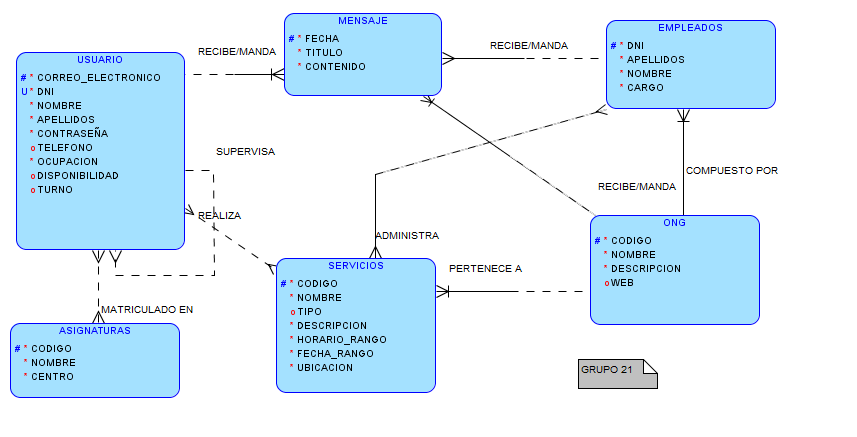 MENSAJE
# * FECHA
* TITULO
* CONTENIDO
EMPLEADOS
# * DNI
* APELLIDOS
* NOMBRE
* CARGO
RECIBE/MANDA
RECIBE/MANDA
USUARIO
# * CORREO_ELECTRONICO
U * DNI
* NOMBRE
* APELLIDOS
* CONTRASEÑA
o TELEFONO
* OCUPACION
o DISPONIBILIDAD
o TURNO
SUPERVISA
COMPUESTO POR
RECIBE/MANDA
REALIZA
ADMINISTRA
ONG
# * CODIGO
* NOMBRE
* DESCRIPCION
o WEB
SERVICIOS
# * CODIGO
* NOMBRE
o TIPO
* DESCRIPCION
* HORARIO_RANGO
* FECHA_RANGO
* UBICACION
PERTENECE A
MATRICULADO EN
ASIGNATURAS
# * CODIGO
* NOMBRE
* CENTRO
GRUPO 21